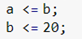 a <= b;
b <= 20;